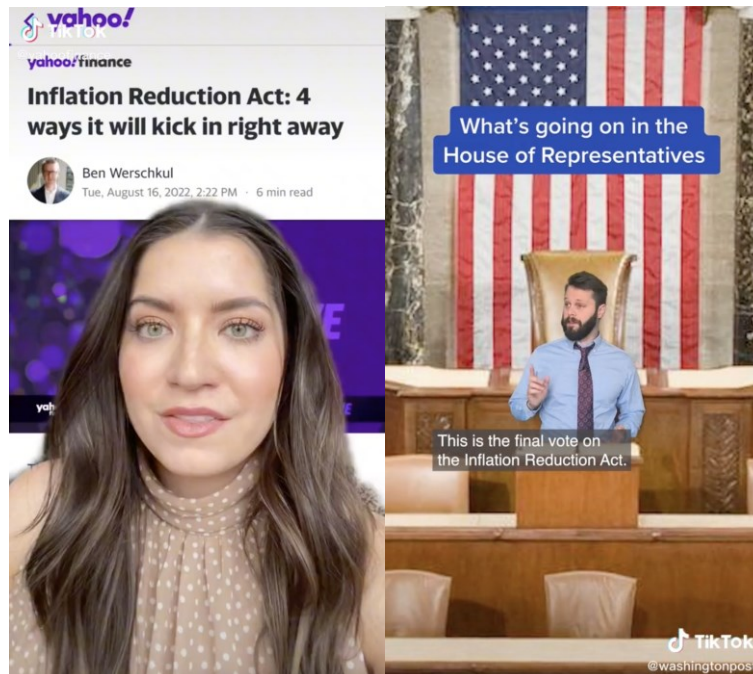 yahoo!
TikTok
yahoo!finance
Inflation Reduction Act: 4
ways it will kick in right away
Ben Werschkul
Tue, August 16, 2022, 2:22 PM · 6 min read
yah
What's going on in the
House of Representatives
This is the final vote on
the Inflation Reduction Act.
TikTok
@washingtonpost